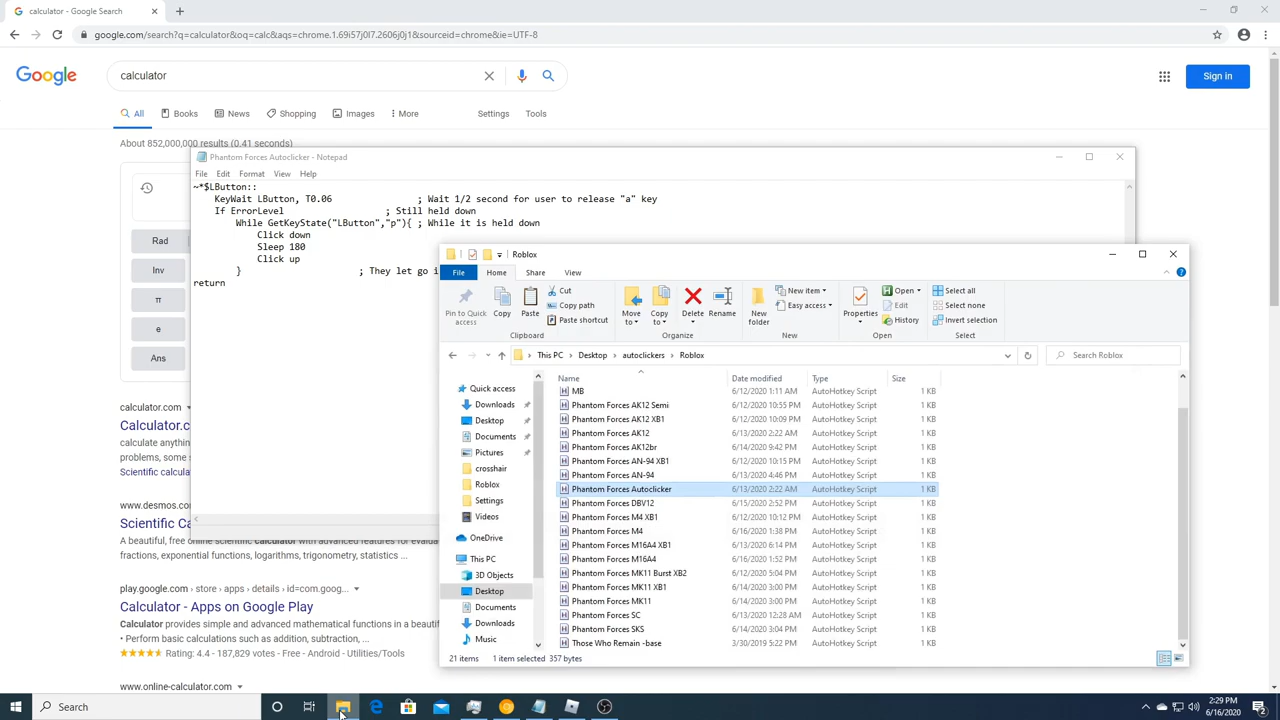 calculator - Google Search
google.com/search?q=calculator&oq=calc&aqs=chrome.1.69i57j0l7.2606j0j1&sourceid=chrome&ie=UTF-8
Google
calculator
Sign in
All Books News Shopping Images More Settings Tools
About 852,000,000 results (0.41 seconds)
Phantom Forces Autoclicker - Notepad
File Edit Format View Help
~*$LButton::
KeyWait LButton, T0.06 ; Wait 1/2 second for user to release "a" key
If ErrorLevel ; Still held down
While GetKeyState("LButton","p"){ ; While it is held down
Click down
Sleep 180
Click up
} ; They let go i
return
Rad
Inv
π
e
Ans
calculator.com
Calculator.c
calculate anythin
problems, some s
Scientific calcula
www.desmos.co
Scientific Ca
A beautiful, free online scientific calculator with advanced features for evalua
fractions, exponential functions, logarithms, trigonometry, statistics ...
play.google.com › store › apps › details › id=com.goog...
Calculator - Apps on Google Play
Calculator provides simple and advanced mathematical functions in a beautif
• Perform basic calculations such as addition, subtraction, ...
Rating: 4.4 - 187,829 votes - Free - Android - Utilities/Tools
www.online-calculator.com
Roblox
File Home Share View
Pin to Quick access
Copy
Paste
Cut
Copy path
Paste shortcut
Clipboard
Move to
Copy to
Delete
Rename
Organize
New folder
New item
Easy access
New
Properties
Open
Edit
History
Open
Select all
Select none
Invert selection
Select
This PC Desktop autoclickers Roblox
Search Roblox
Quick access
Downloads
Desktop
Documents
Pictures
crosshair
Roblox
Settings
Videos
OneDrive
This PC
3D Objects
Desktop
Documents
Downloads
Music
Name Date modified Type Size
MB 6/12/2020 1:11 AM AutoHotkey Script 1 KB
Phantom Forces AK12 Semi 6/12/2020 10:55 PM AutoHotkey Script 1 KB
Phantom Forces AK12 XB1 6/12/2020 10:09 PM AutoHotkey Script 1 KB
Phantom Forces AK12 6/13/2020 2:22 AM AutoHotkey Script 1 KB
Phantom Forces AK12br 6/14/2020 9:42 PM AutoHotkey Script 1 KB
Phantom Forces AN-94 XB1 6/12/2020 10:15 PM AutoHotkey Script 1 KB
Phantom Forces AN-94 6/13/2020 4:46 PM AutoHotkey Script 1 KB
Phantom Forces Autoclicker 6/13/2020 2:22 AM AutoHotkey Script 1 KB
Phantom Forces DBV12 6/15/2020 2:52 PM AutoHotkey Script 1 KB
Phantom Forces M4 XB1 6/12/2020 10:12 PM AutoHotkey Script 1 KB
Phantom Forces M4 6/16/2020 1:38 PM AutoHotkey Script 1 KB
Phantom Forces M16A4 XB1 6/13/2020 6:14 PM AutoHotkey Script 1 KB
Phantom Forces M16A4 6/16/2020 1:52 PM AutoHotkey Script 1 KB
Phantom Forces MK11 Burst XB2 6/12/2020 5:04 PM AutoHotkey Script 1 KB
Phantom Forces MK11 XB1 6/14/2020 3:00 PM AutoHotkey Script 1 KB
Phantom Forces MK11 6/14/2020 3:00 PM AutoHotkey Script 1 KB
Phantom Forces SC 6/13/2020 12:28 AM AutoHotkey Script 1 KB
Phantom Forces SKS 6/14/2020 3:04 PM AutoHotkey Script 1 KB
Those Who Remain -base 3/30/2019 5:22 PM AutoHotkey Script 1 KB
21 items 1 item selected 357 bytes
Search
2:29 PM
6/16/2020
2